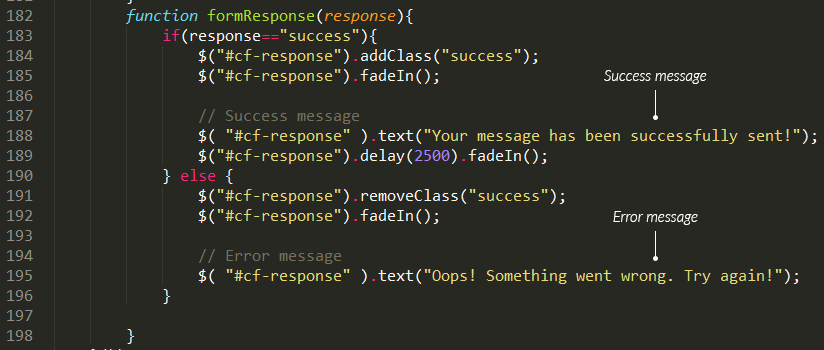 182 function formResponse(response){
183 if(response=="success"){
184 $("#cf-response").addClass("success");
185 $("#cf-response").fadeIn();
Success message
186
187 // Success message
188 $( "#cf-response" ).text("Your message has been successfully sent!");
189 $("#cf-response").delay(2500).fadeIn();
190 } else {
191 $("#cf-response").removeClass("success");
192 $("#cf-response").fadeIn();
Error message
193
194 // Error message
195 $( "#cf-response" ).text("Oops! Something went wrong. Try again!");
196 }
197
198 }